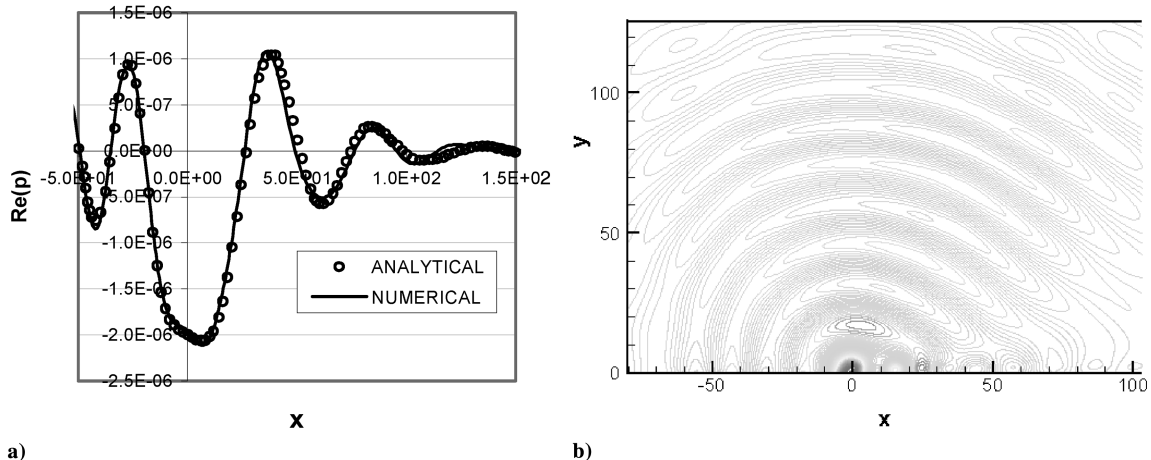 1.5E-06
1.0E-06
5.0E-07
0.0E+00
-5.0E+01 0.0E+00 5.0E+01 1.0E+02 1.5E+02
-5.0E-07
-1.0E-06
-1.5E-06
-2.0E-06
-2.5E-06
Re(p)
ANALYTICAL
NUMERICAL
x
a)
100
50
0
y
-50 0 50 100
x
b)